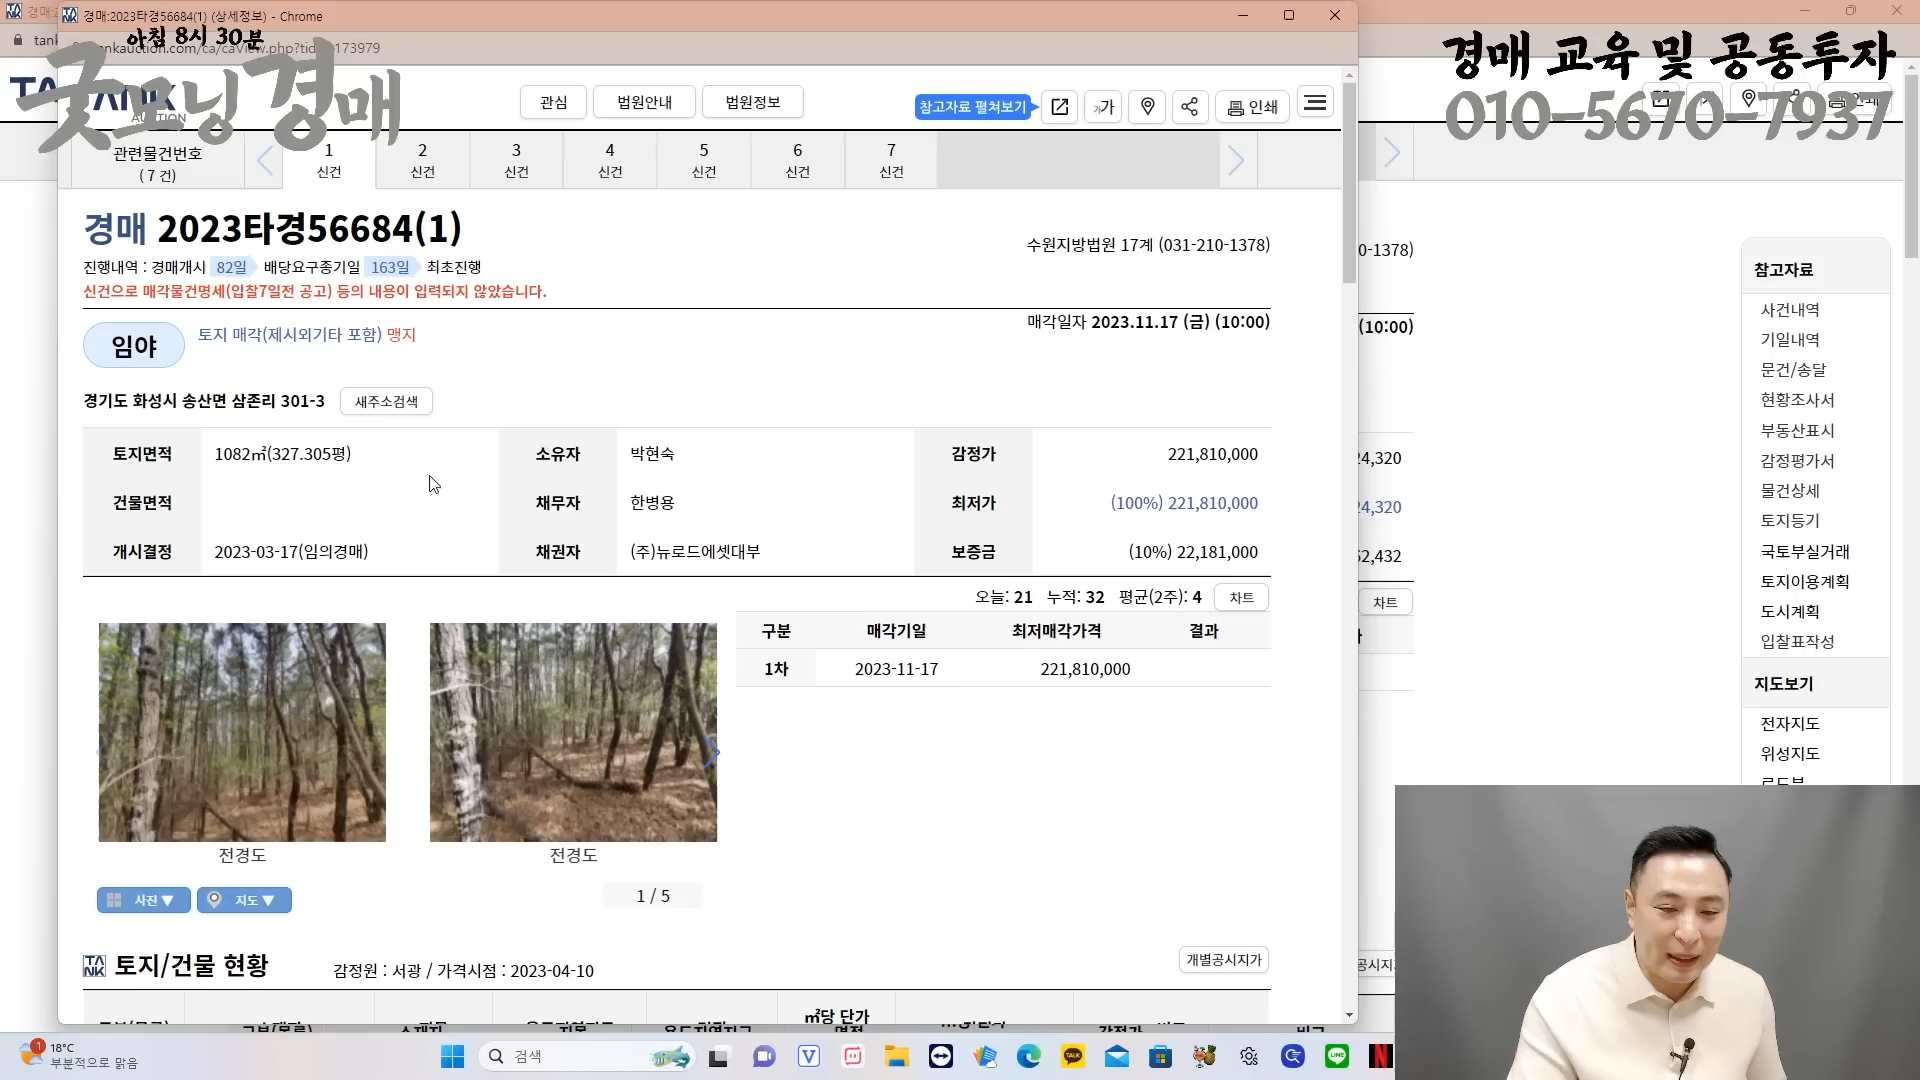 경매:2023타경56684(1) (상세정보) - Chrome
아침 8시 30분
굿모닝경매
경매 교육 및 공동투자
010-5670-7937
관심
법원안내
법원정보
참고자료 펼쳐보기
가가
인쇄
관련물건번호
( 7 건)
1
신건
2
신건
3
신건
4
신건
5
신건
6
신건
7
신건
경매 2023타경56684(1)
수원지방법원 17계 (031-210-1378)
진행내역 : 경매개시 82일 배당요구종기일 163일 최초진행
신건으로 매각물건명세(입찰7일전 공고) 등의 내용이 입력되지 않았습니다.
임야
토지 매각(제시외기타 포함) 맹지
매각일자 2023.11.17 (금) (10:00)
경기도 화성시 송산면 삼존리 301-3
새주소검색
토지면적 1082㎡(327.305평) 소유자 박현숙 감정가 221,810,000
건물면적 채무자 한병용 최저가 (100%) 221,810,000
개시결정 2023-03-17(임의경매) 채권자 (주)뉴로드에셋대부 보증금 (10%) 22,181,000
오늘: 21 누적: 32 평균(2주): 4 차트
구분 매각기일 최저매각가격 결과
1차 2023-11-17 221,810,000
전경도
전경도
사진▼
지도▼
1 / 5
TANK
토지/건물 현황
감정원 : 서광 / 가격시점 : 2023-04-10
개별공시지가
㎡당 단가
0-1378)
(10:00)
24,320
24,320
62,432
차트
참고자료
사건내역
기일내역
문건/송달
현황조사서
부동산표시
감정평가서
물건상세
토지등기
국토부실거래
토지이용계획
도시계획
입찰표작성
지도보기
전자지도
위성지도
18°C
부분적으로 맑음
검색